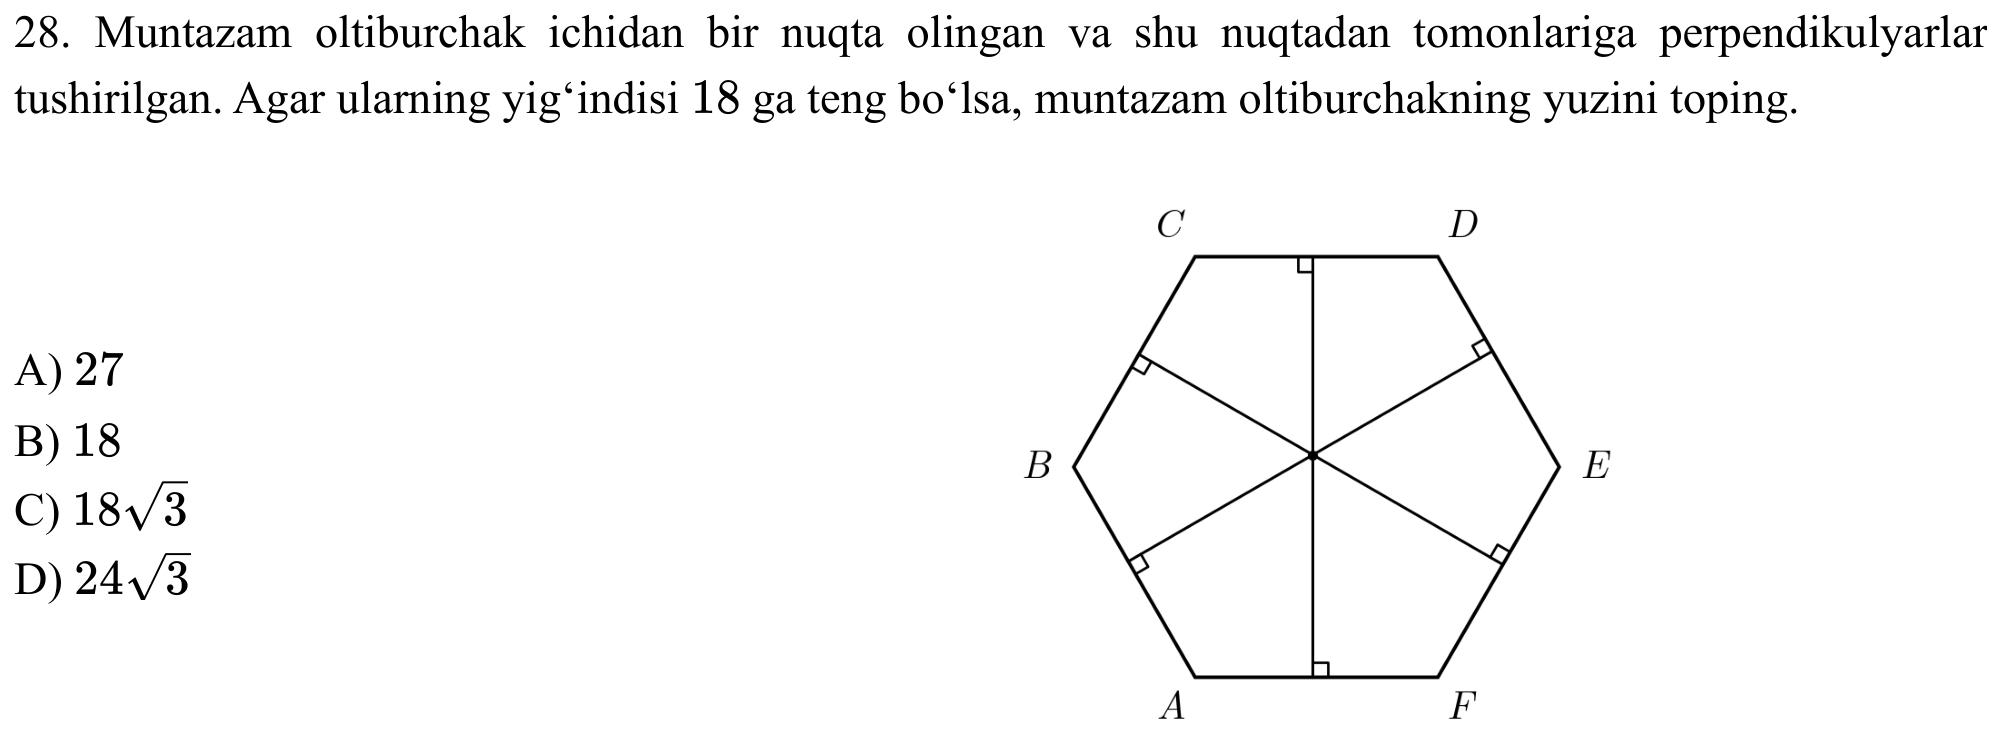 28. Muntazam oltiburchak ichidan bir nuqta olingan va shu nuqtadan tomonlariga perpendikulyarlar
tushirilgan. Agar ularning yig‘indisi 18 ga teng bo‘lsa, muntazam oltiburchakning yuzini toping.
C D
B E
A F
A) 27
B) 18
C) 18√3
D) 24√3